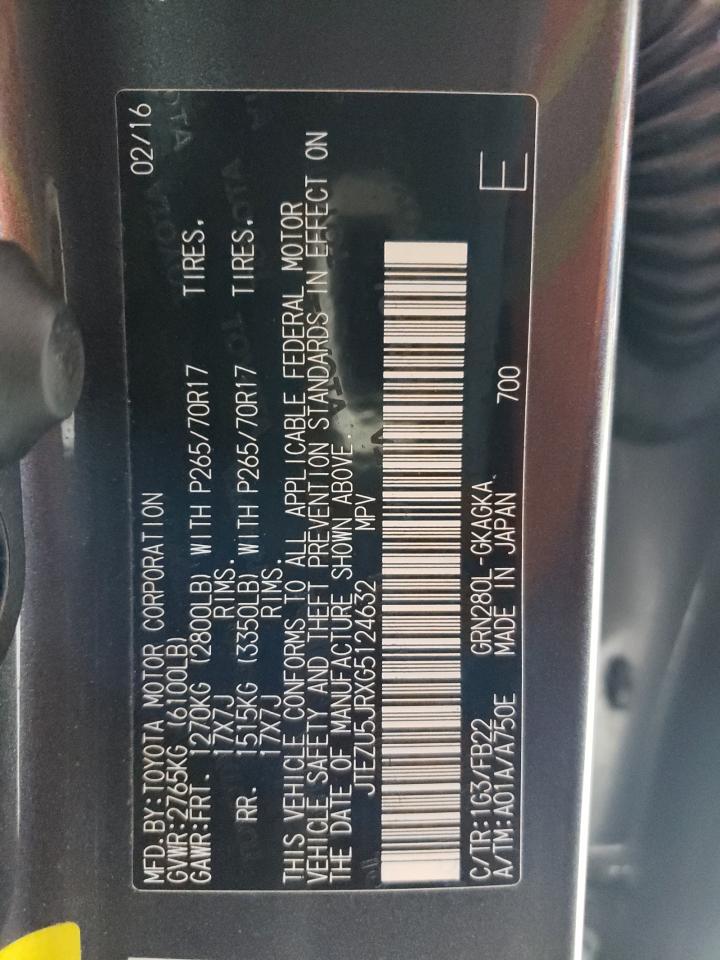 MFD.BY:TOYOTA MOTOR CORPORATION 02/16
GVWR:2765KG (6100LB)
GAWR:FRT. 1270KG (2800LB) WITH P265/70R17 TIRES.
17X7J RIMS.
RR. 1515KG (3350LB) WITH P265/70R17 TIRES.
17X7J RIMS.
THIS VEHICLE CONFORMS TO ALL APPLICABLE FEDERAL MOTOR
VEHICLE SAFETY AND THEFT PREVENTION STANDARDS IN EFFECT ON
THE DATE OF MANUFACTURE SHOWN ABOVE.
JTEZU5JRXG5124632 MPV
C/TR:1G3/FB22 GRN280L-GKAGKA
A/TM:A01A/A750E MADE IN JAPAN 700 E